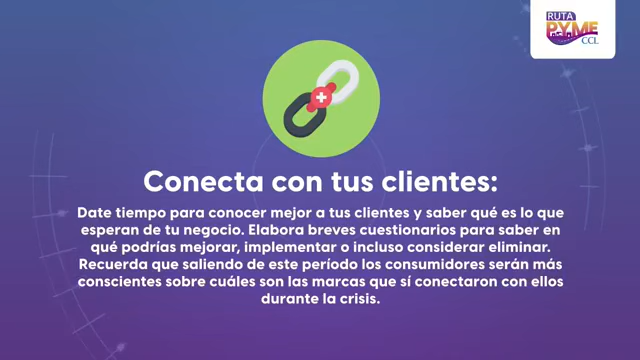 RUTA
PYME
CCL
Conecta con tus clientes:
Date tiempo para conocer mejor a tus clientes y saber qué es lo que
esperan de tu negocio. Elabora breves cuestionarios para saber en
qué podrías mejorar, implementar o incluso considerar eliminar.
Recuerda que saliendo de este período los consumidores serán más
conscientes sobre cuáles son las marcas que sí conectaron con ellos
durante la crisis.